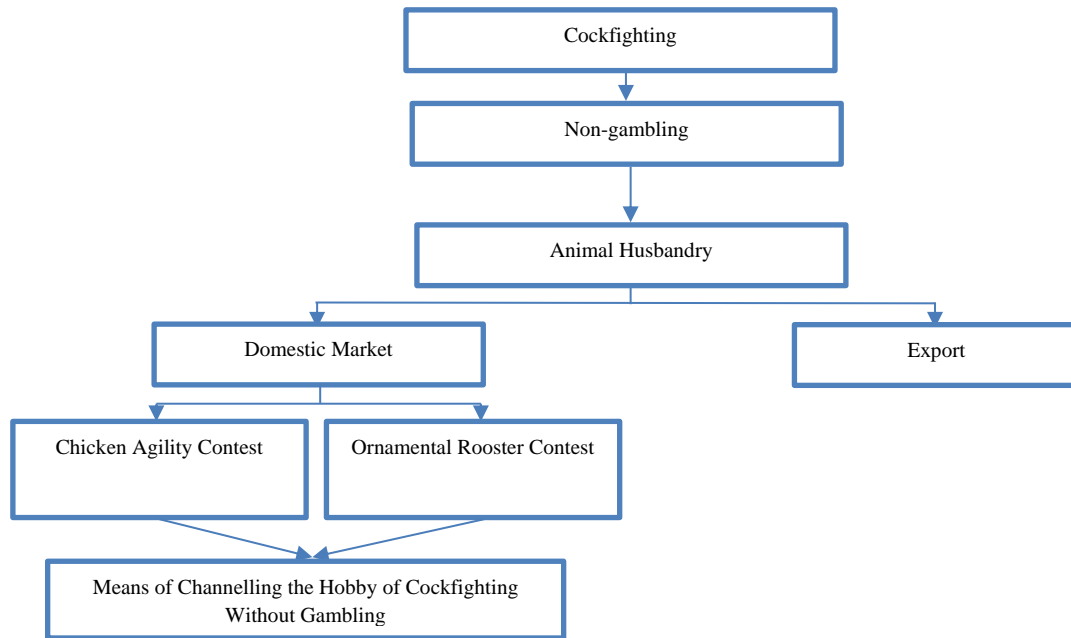 Cockfighting
Non-gambling
Animal Husbandry
Domestic Market
Export
Chicken Agility Contest
Ornamental Rooster Contest
Means of Channelling the Hobby of Cockfighting
Without Gambling